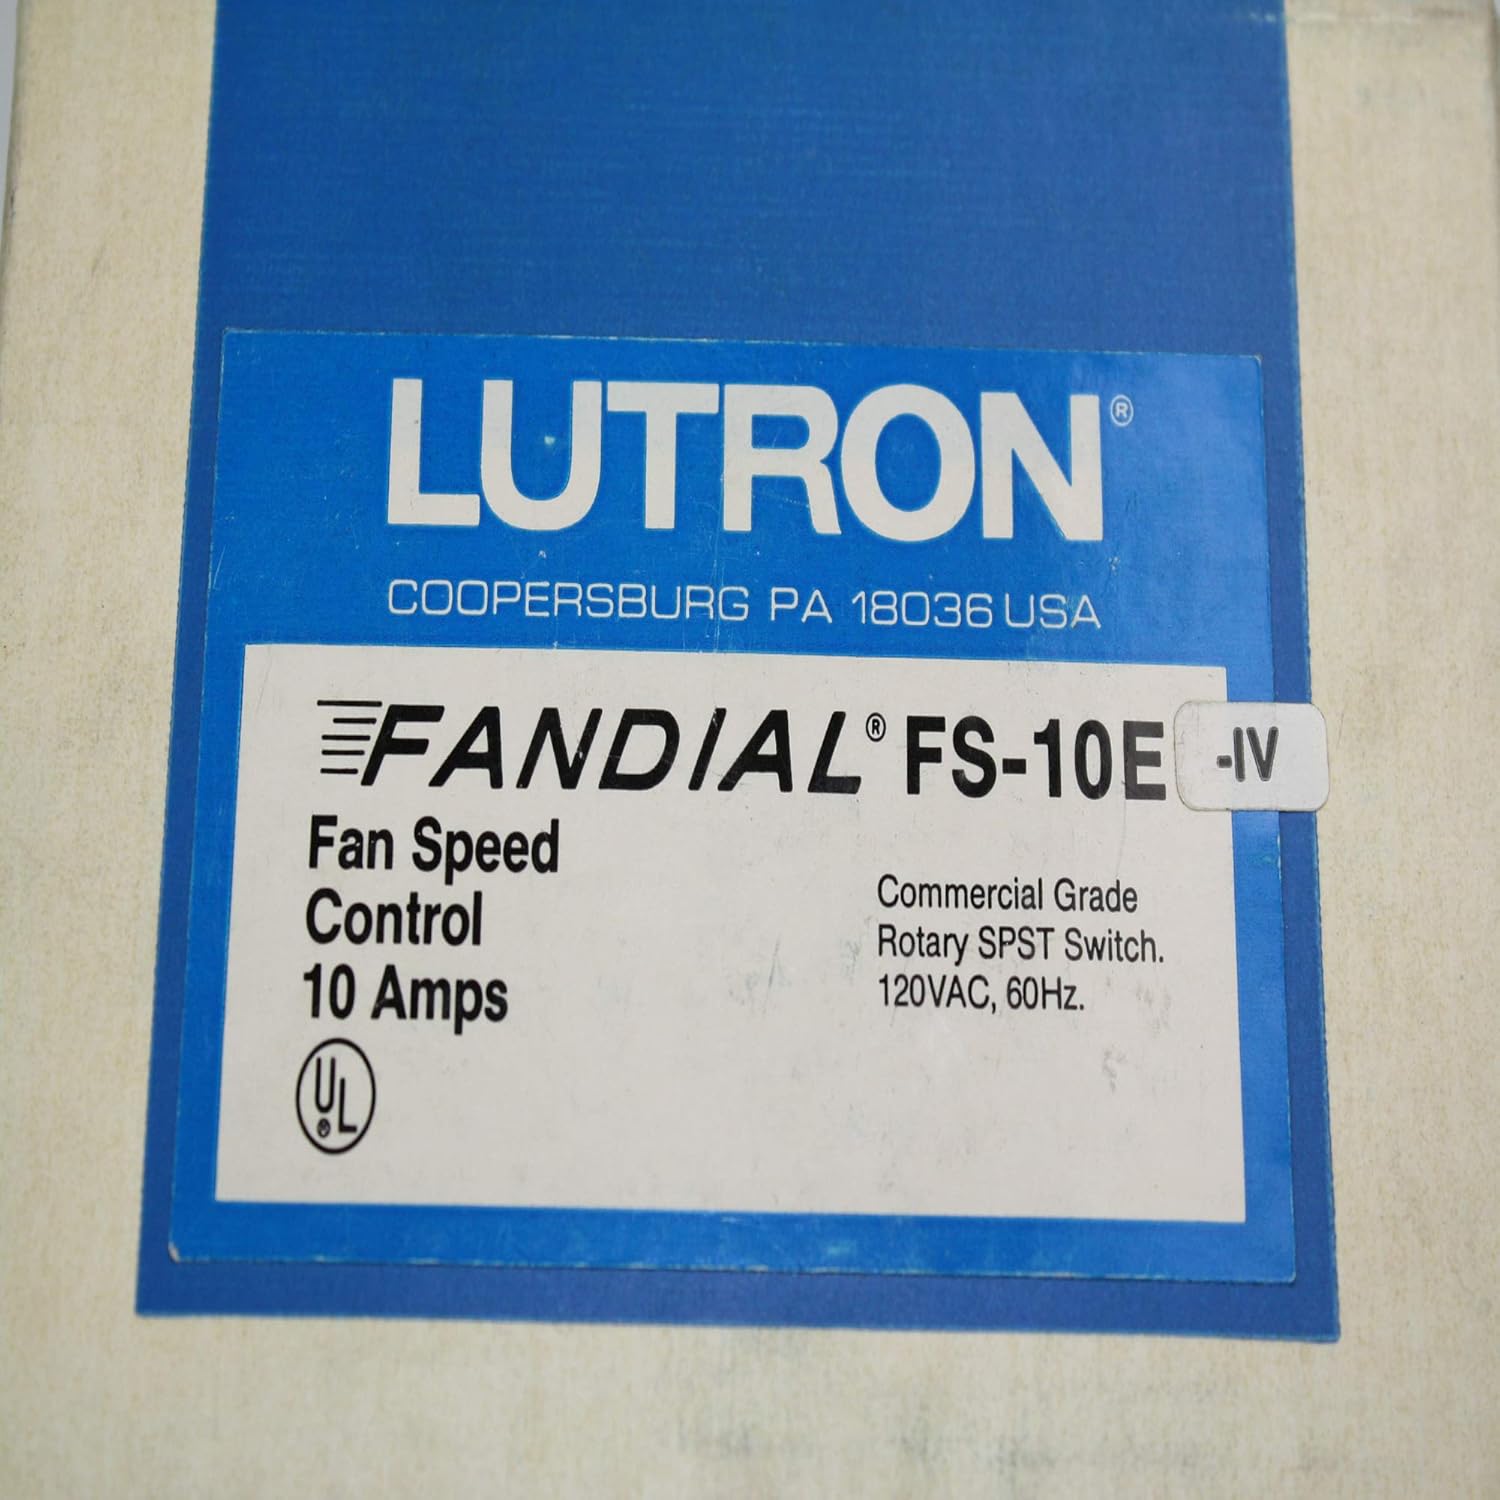 LUTRON®
COOPERSBURG PA 18036 USA
FANDIAL® FS-10E -IV
Fan Speed
Control
10 Amps
Commercial Grade
Rotary SPST Switch.
120VAC, 60Hz.
UL®